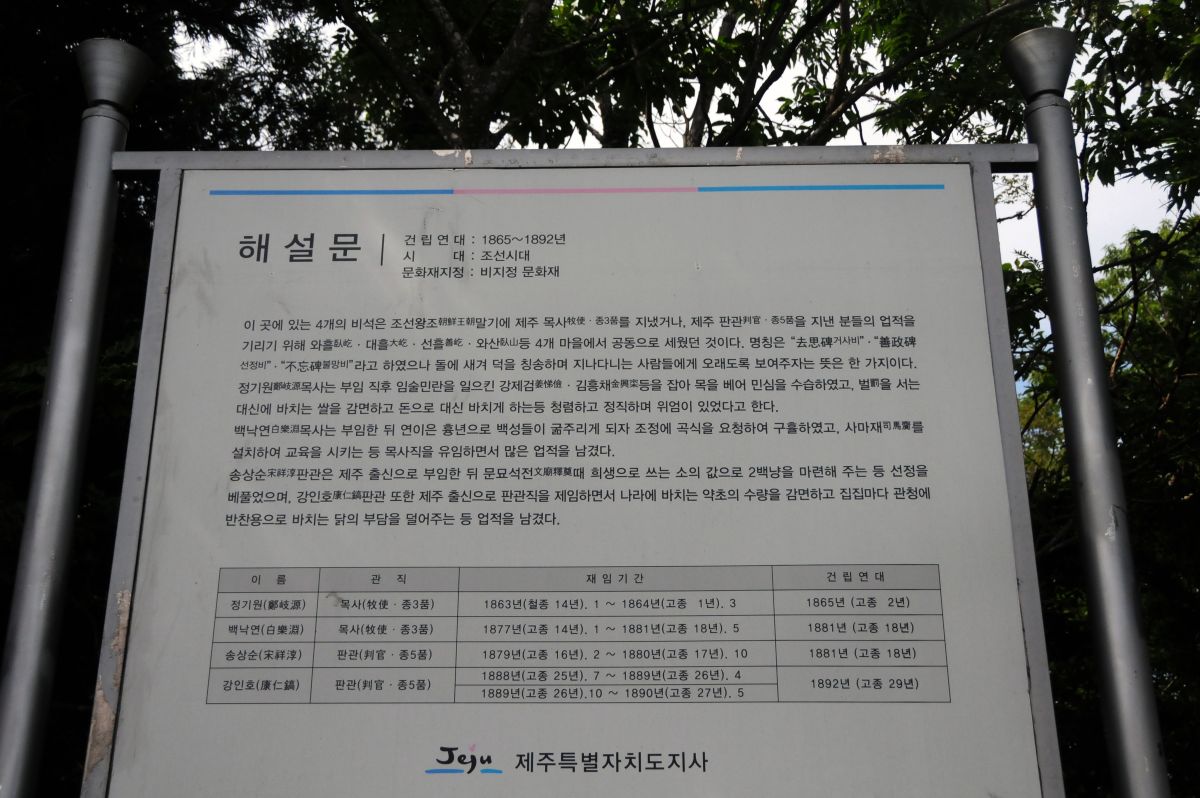 해설문
건립연대 : 1865~1892년
시 대 : 조선시대
문화재지정 : 비지정 문화재
이 곳에 있는 4개의 비석은 조선왕조朝鮮王朝말기에 제주 목사牧使·종3품를 지냈거나, 제주 판관判官·종5품을 지낸 분들의 업적을
기리기 위해 와흘臥屹·대흘大屹·선흘善屹·와산臥山등 4개 마을에서 공동으로 세웠던 것이다. 명칭은 "去思碑거사비"·"善政碑
선정비"·"不忘碑불망비"라고 하였으나 돌에 새겨 덕을 칭송하며 지나다니는 사람들에게 오래도록 보여주자는 뜻은 한 가지이다.
정기원鄭岐源목사는 부임 직후 임술민란을 일으킨 강제검姜悌儉·김흥채金興宷등을 잡아 목을 베어 민심을 수습하였고, 벌罰을 서는
대신에 바치는 쌀을 감면하고 돈으로 대신 바치게 하는등 청렴하고 정직하며 위엄이 있었다고 한다.
백낙연白樂淵목사는 부임한 뒤 연이은 흉년으로 백성들이 굶주리게 되자 조정에 곡식을 요청하여 구휼하였고, 사마재司馬齋를
설치하여 교육을 시키는 등 목사직을 유임하면서 많은 업적을 남겼다.
송상순宋祥淳판관은 제주 출신으로 부임한 뒤 문묘석전文廟釋奠때 희생으로 쓰는 소의 값으로 2백냥을 마련해 주는 등 선정을
베풀었으며, 강인호康仁鎬판관 또한 제주 출신으로 판관직을 제임하면서 나라에 바치는 약초의 수량을 감면하고 집집마다 관청에
반찬용으로 바치는 닭의 부담을 덜어주는 등 업적을 남겼다.
이 름 관 직 재임기간 건립연대
정기원(鄭岐源) 목사(牧使·종3품) 1863년(철종 14년). 1 ~ 1864년(고종 1년). 3 1865년 (고종 2년)
백낙연(白樂淵) 목사(牧使·종3품) 1877년(고종 14년). 1 ~ 1881년(고종 18년). 5 1881년 (고종 18년)
송상순(宋祥淳) 판관(判官·종5품) 1879년(고종 16년). 2 ~ 1880년(고종 17년). 10 1881년 (고종 18년)
강인호(康仁鎬) 판관(判官·종5품) 1888년(고종 25년). 7 ~ 1889년(고종 26년). 4 1892년 (고종 29년)
1889년(고종 26년).10 ~ 1890년(고종 27년). 5
Jeju 제주특별자치도지사